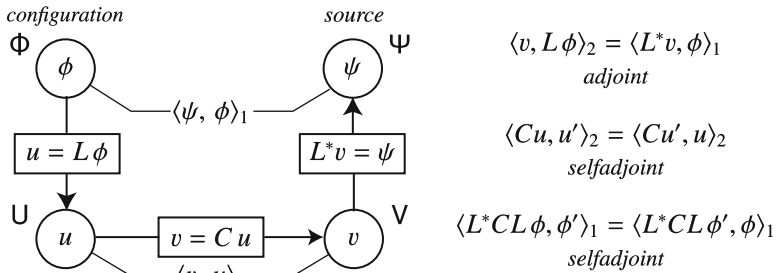 configuration source
Φ ϕ ψ Ψ
⟨v, Lϕ⟩₂ = ⟨L*v, ϕ⟩₁
adjoint
⟨ψ, ϕ⟩₁
u = Lϕ L*v = ψ
⟨Cu, u′⟩₂ = ⟨Cu′, u⟩₂
selfadjoint
U u v = C u v V
⟨L*CLϕ, ϕ′⟩₁ = ⟨L*CLϕ′, ϕ⟩₁
selfadjoint